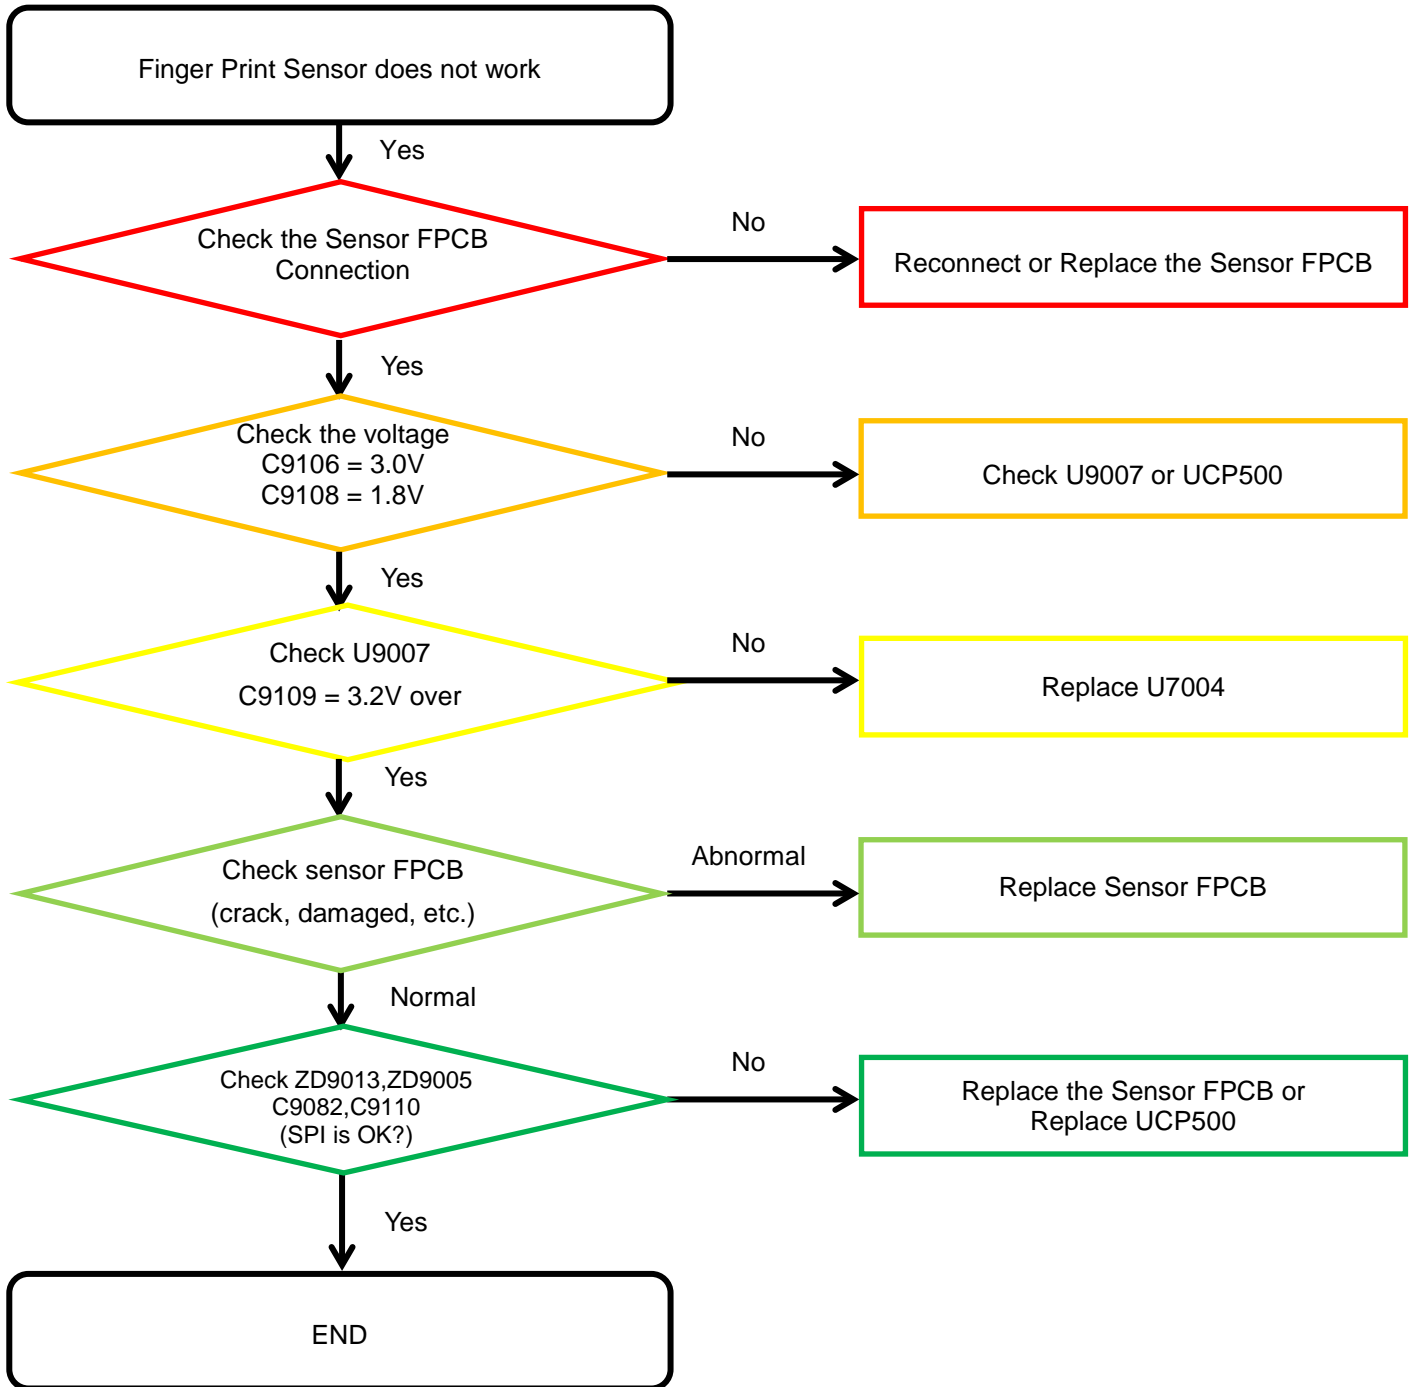 Finger Print Sensor does not work
Yes
Check the Sensor FPCB
Connection
No
Reconnect or Replace the Sensor FPCB
Yes
Check the voltage
C9106 = 3.0V
C9108 = 1.8V
No
Check U9007 or UCP500
Yes
Check U9007
C9109 = 3.2V over
No
Replace U7004
Yes
Check sensor FPCB
(crack, damaged, etc.)
Abnormal
Replace Sensor FPCB
Normal
Check ZD9013,ZD9005
C9082,C9110
(SPI is OK?)
No
Replace the Sensor FPCB or
Replace UCP500
Yes
END